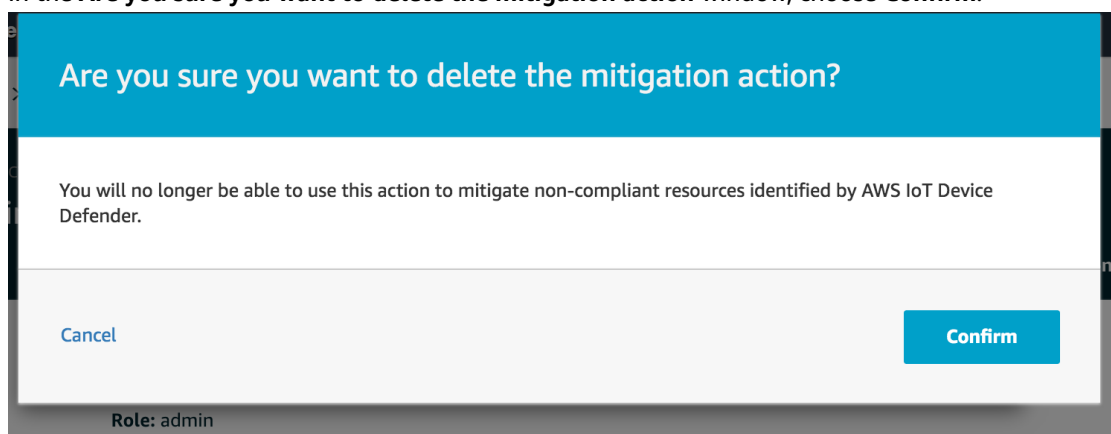 Are you sure you want to delete the mitigation action?
You will no longer be able to use this action to mitigate non-compliant resources identified by AWS IoT Device
Defender.
Cancel
Confirm
Role: admin